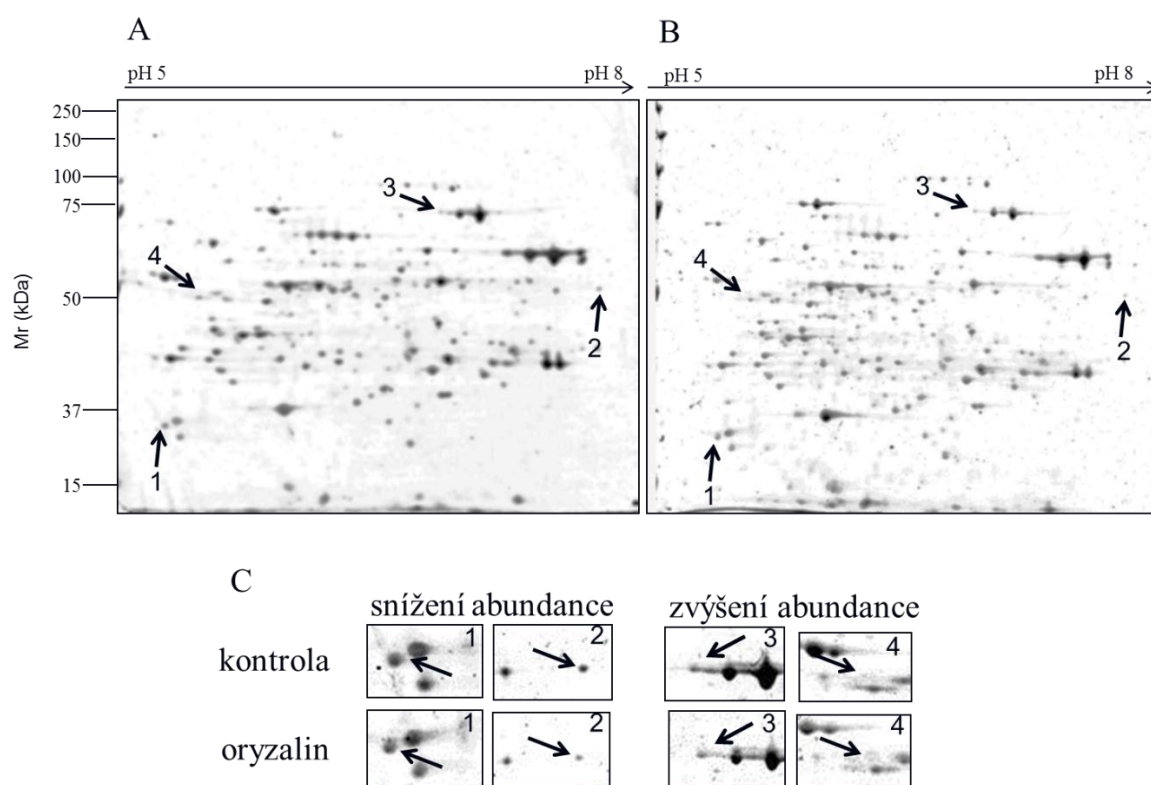 A
B
pH 5
pH 8
pH 5
pH 8
Mr (kDa)
250
150
100
75
50
37
15
3
4
2
1
3
4
2
1
C
snížení abundance
zvýšení abundance
kontrola
1
2
3
4
oryzalin
1
2
3
4